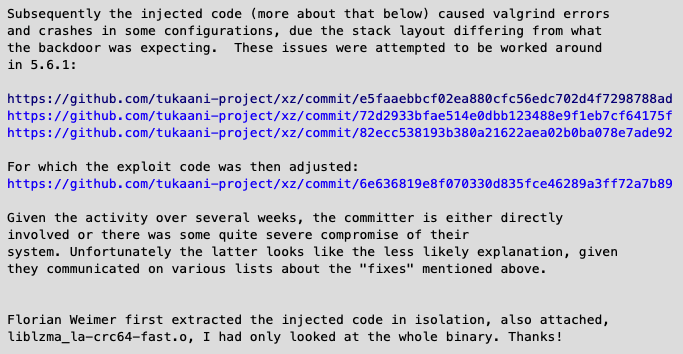 Subsequently the injected code (more about that below) caused valgrind errors
and crashes in some configurations, due the stack layout differing from what
the backdoor was expecting.  These issues were attempted to be worked around
in 5.6.1:
https://github.com/tukaani-project/xz/commit/e5faaebbcf02ea880cfc56edc702d4f7298788ad
https://github.com/tukaani-project/xz/commit/72d2933bfae514e0dbb123488e9f1eb7cf64175f
https://github.com/tukaani-project/xz/commit/82ecc538193b380a21622aea02b0ba078e7ade92
For which the exploit code was then adjusted:
https://github.com/tukaani-project/xz/commit/6e636819e8f070330d835fce46289a3ff72a7b89
Given the activity over several weeks, the committer is either directly
involved or there was some quite severe compromise of their
system. Unfortunately the latter looks like the less likely explanation, given
they communicated on various lists about the "fixes" mentioned above.
Florian Weimer first extracted the injected code in isolation, also attached,
liblzma_la-crc64-fast.o, I had only looked at the whole binary. Thanks!